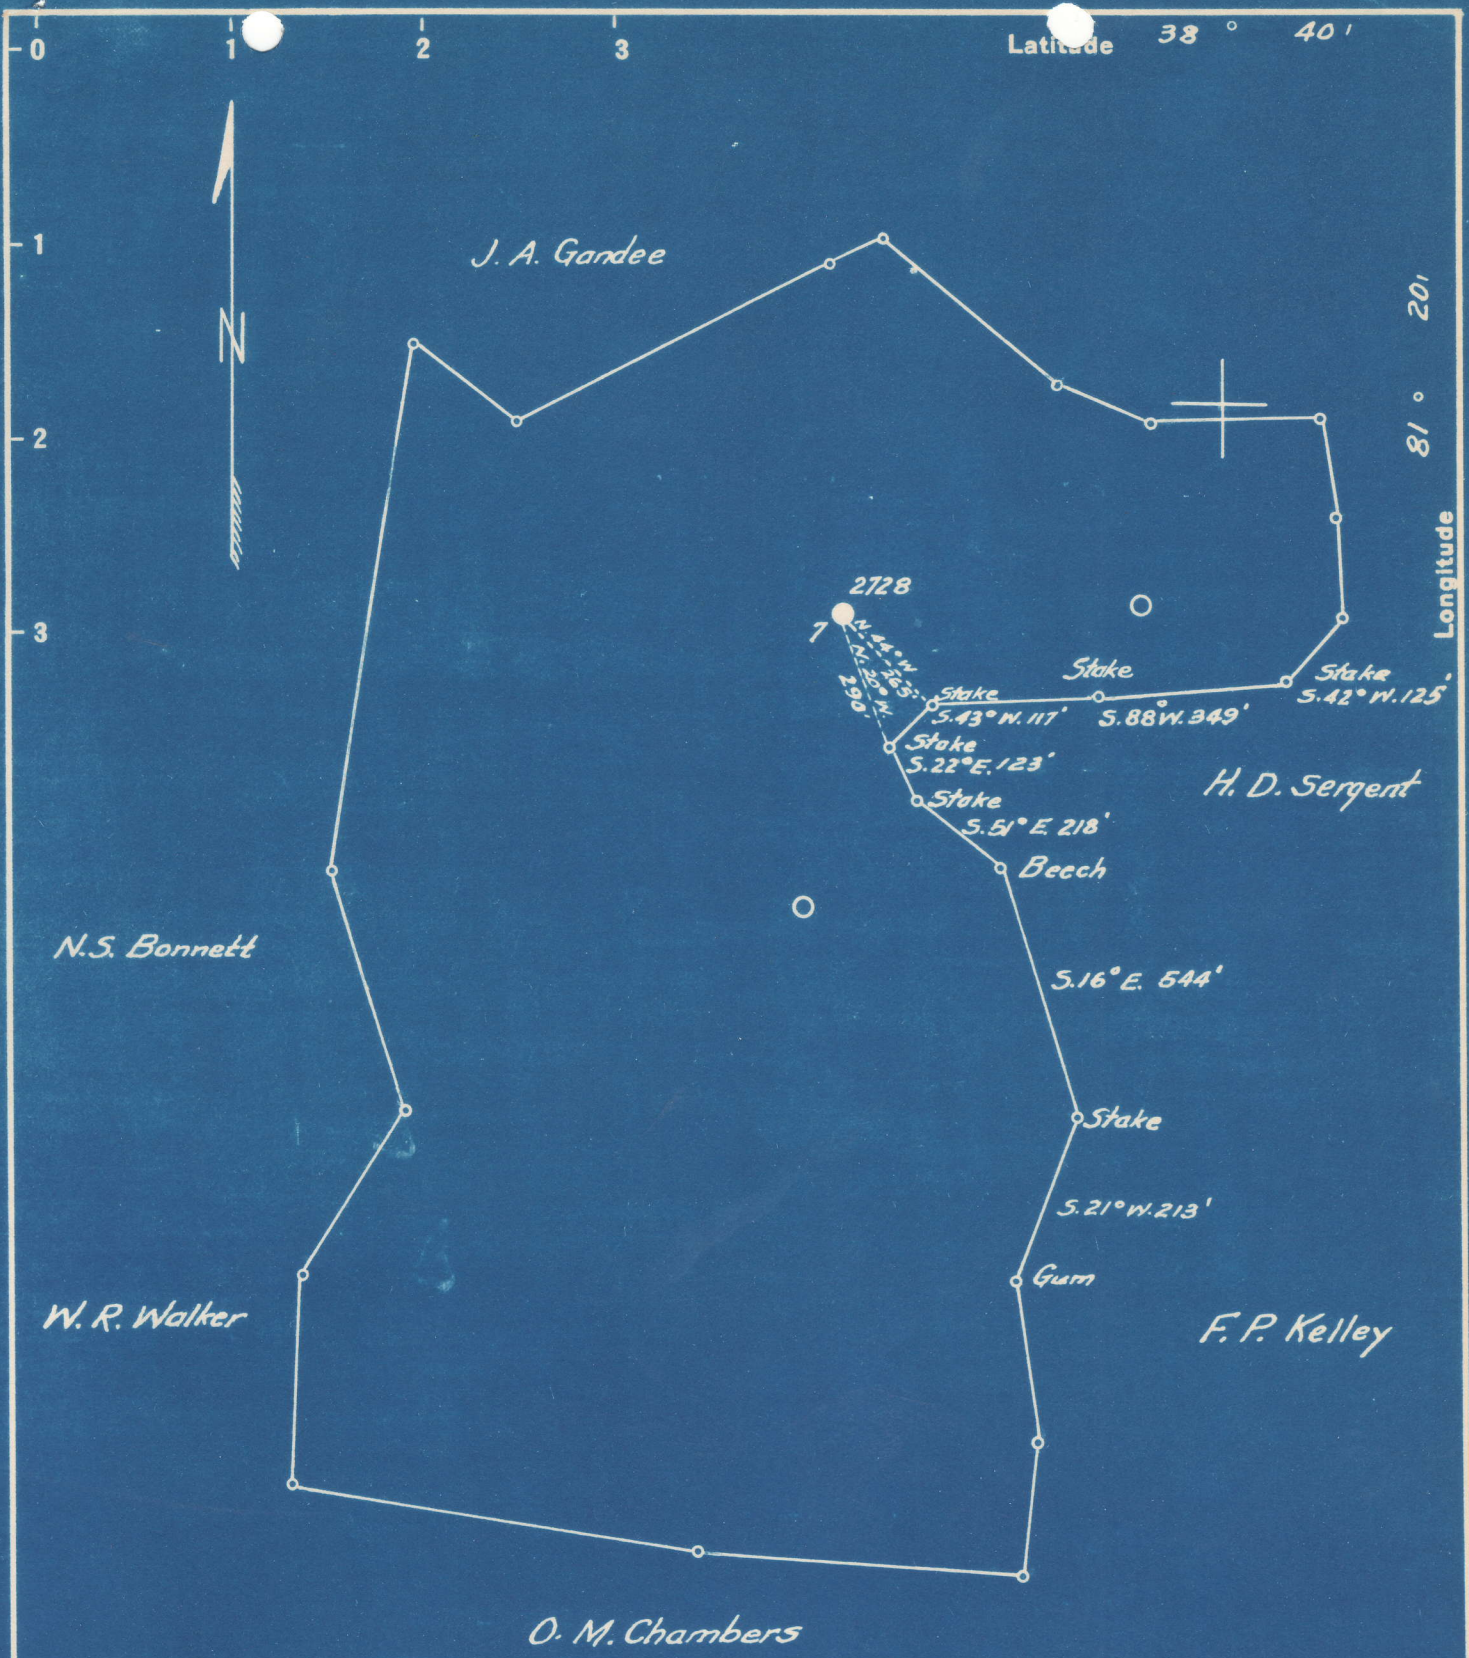 0 1 2 3 Latitude 38° 40'
1
2
3
Longitude 81° 20'
N
J. A. Gandee
2728
7
N. 44° W. 265'
N. 20° W. 290'
Stake
S. 43° W. 117'
Stake
S. 88° W. 349'
Stake
S. 42° W. 125'
Stake
S. 22° E. 123'
H. D. Sergent
Stake
S. 51° E. 218'
Beech
N. S. Bonnett
S. 16° E. 544'
Stake
S. 21° W. 213'
Gum
W. R. Walker
F. P. Kelley
O. M. Chambers